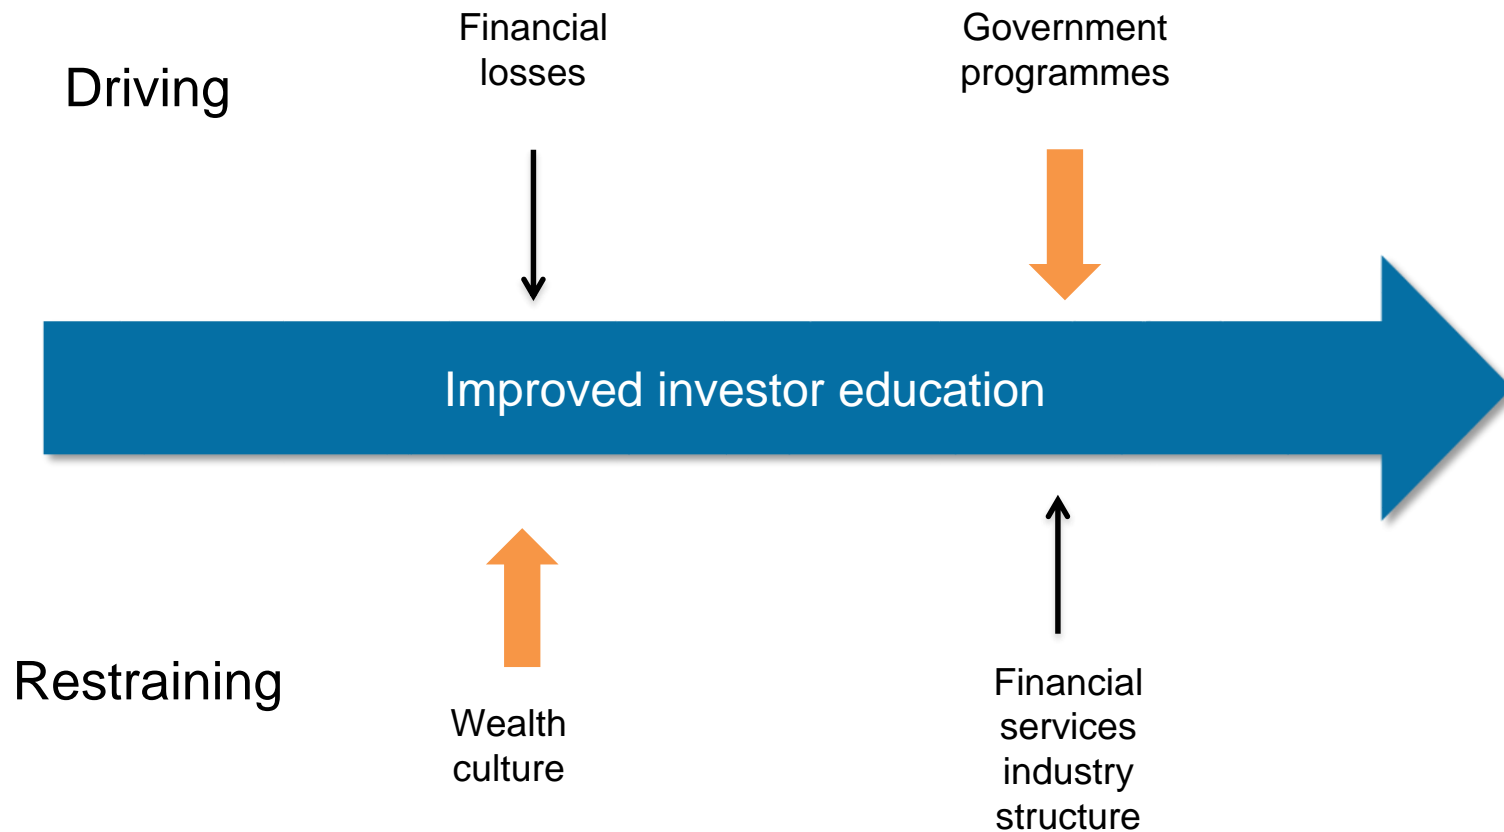 Driving
Financial
losses
Government
programmes
Improved investor education
Restraining
Wealth
culture
Financial
services
industry
structure